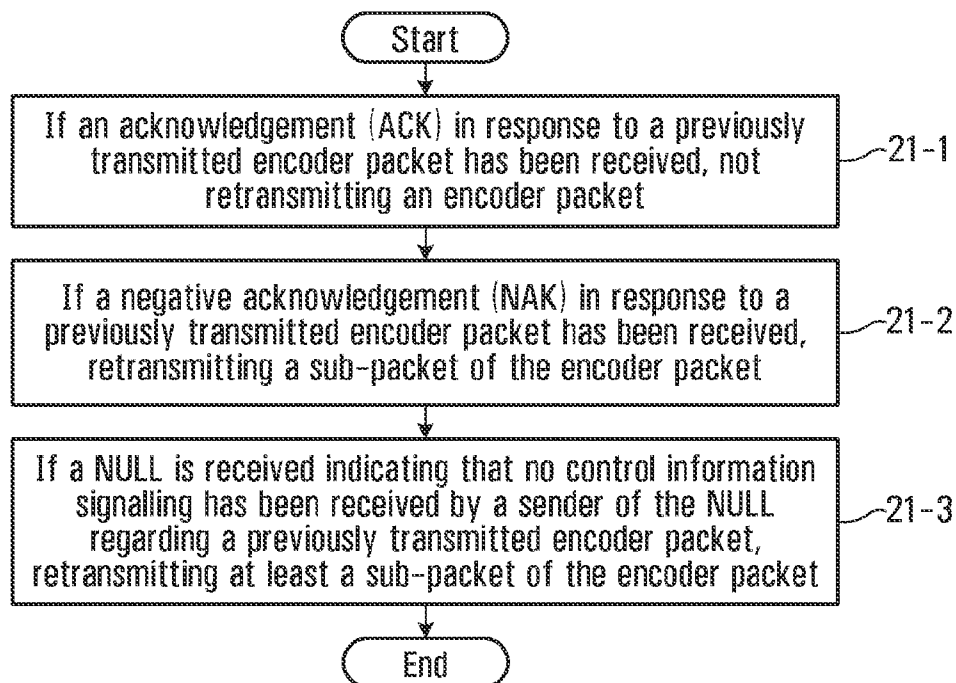 Start
If an acknowledgement (ACK) in response to a previously
transmitted encoder packet has been received, not
retransmitting an encoder packet
21-1
If a negative acknowledgement (NAK) in response to a
previously transmitted encoder packet has been received,
retransmitting a sub-packet of the encoder packet
21-2
If a NULL is received indicating that no control information
signalling has been received by a sender of the NULL
regarding a previously transmitted encoder packet,
retransmitting at least a sub-packet of the encoder packet
21-3
End